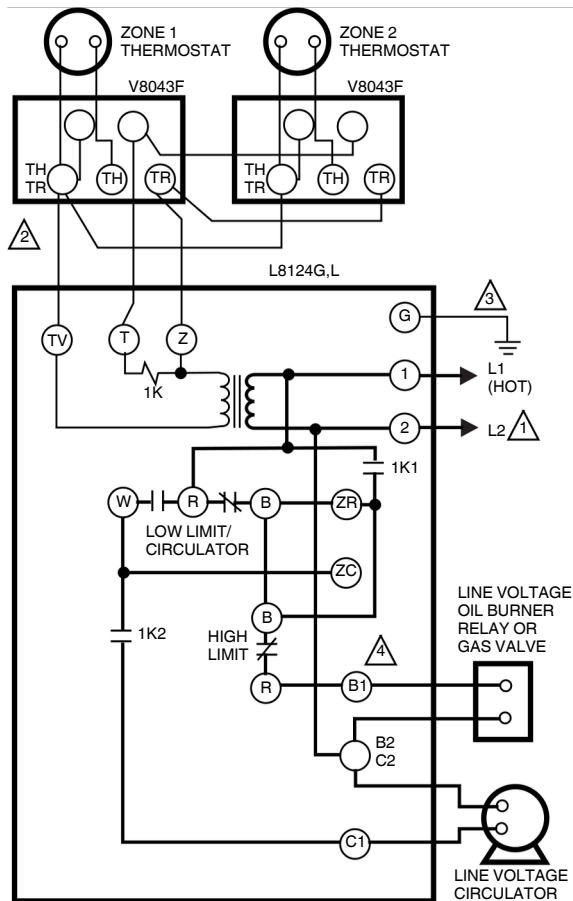 ZONE 1
THERMOSTAT
ZONE 2
THERMOSTAT
V8043F
V8043F
TH
TR
TH
TR
TH
TR
TH
TR
2
L8124G,L
3
G
TV
T
Z
1K
1
L1
(HOT)
2
L2
1
1K1
W
R
B
ZR
LOW LIMIT/
CIRCULATOR
ZC
1K2
B
HIGH
LIMIT
4
R
B1
LINE VOLTAGE
OIL BURNER
RELAY OR
GAS VALVE
B2
C2
C1
LINE VOLTAGE
CIRCULATOR